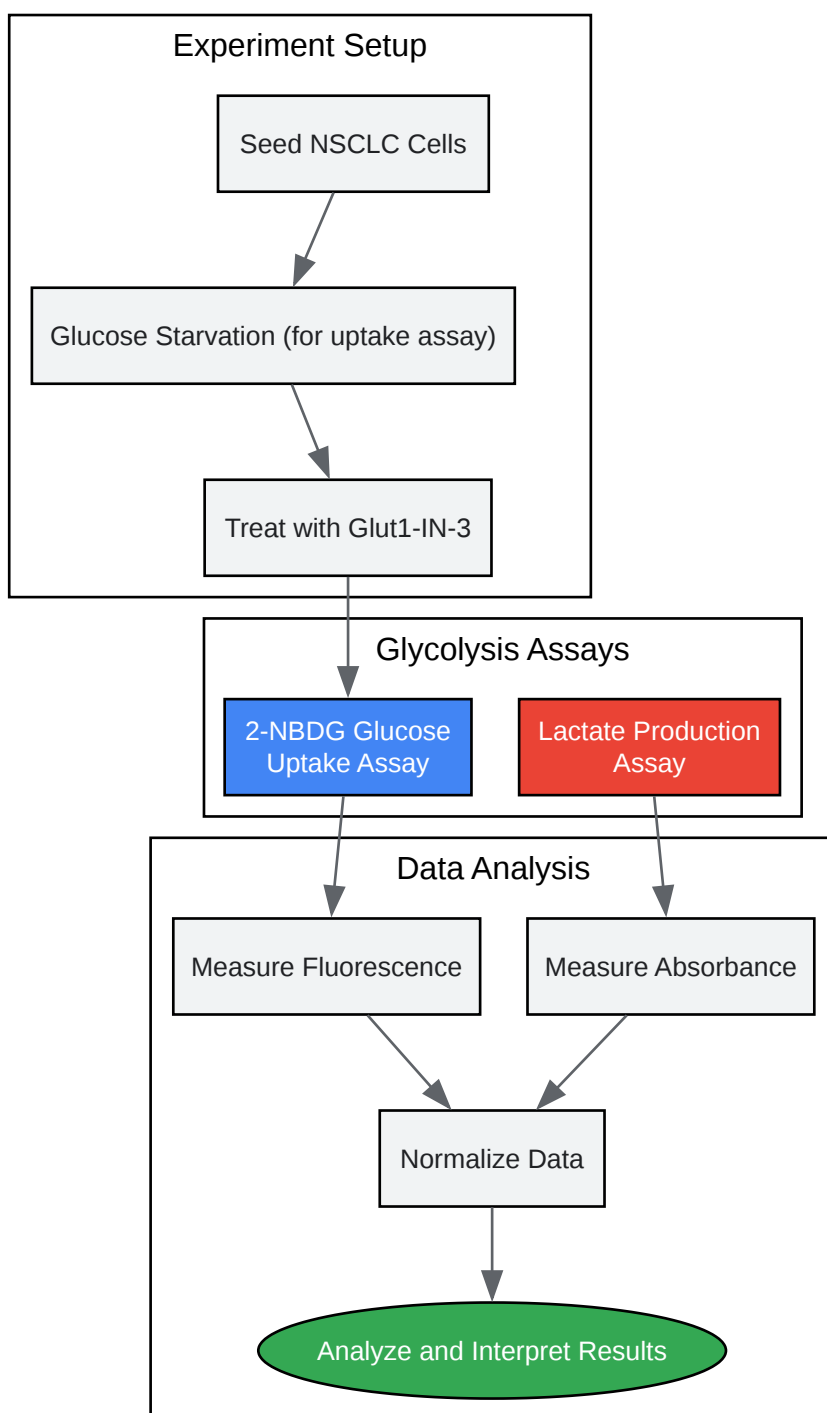 Experiment Setup
Seed NSCLC Cells
Glucose Starvation (for uptake assay)
Treat with Glut1-IN-3
Glycolysis Assays
2-NBDG Glucose
Uptake Assay
Lactate Production
Assay
Data Analysis
Measure Fluorescence
Measure Absorbance
Normalize Data
Analyze and Interpret Results